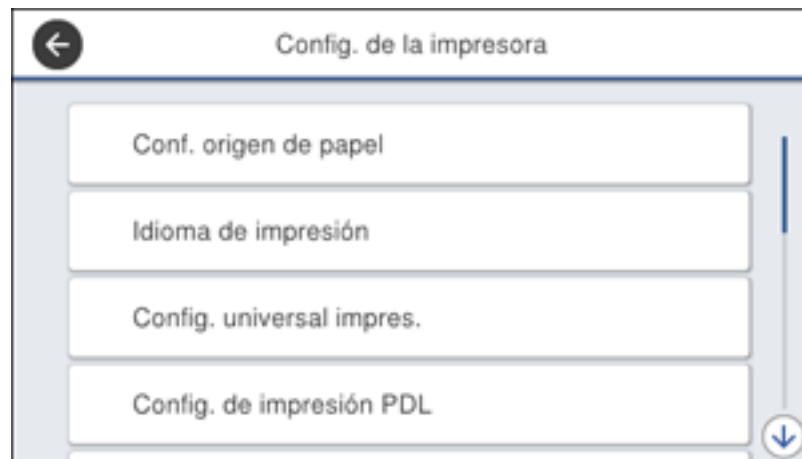 Config. de la impresora
Conf. origen de papel
Idioma de impresión
Config. universal impres.
Config. de impresión PDL